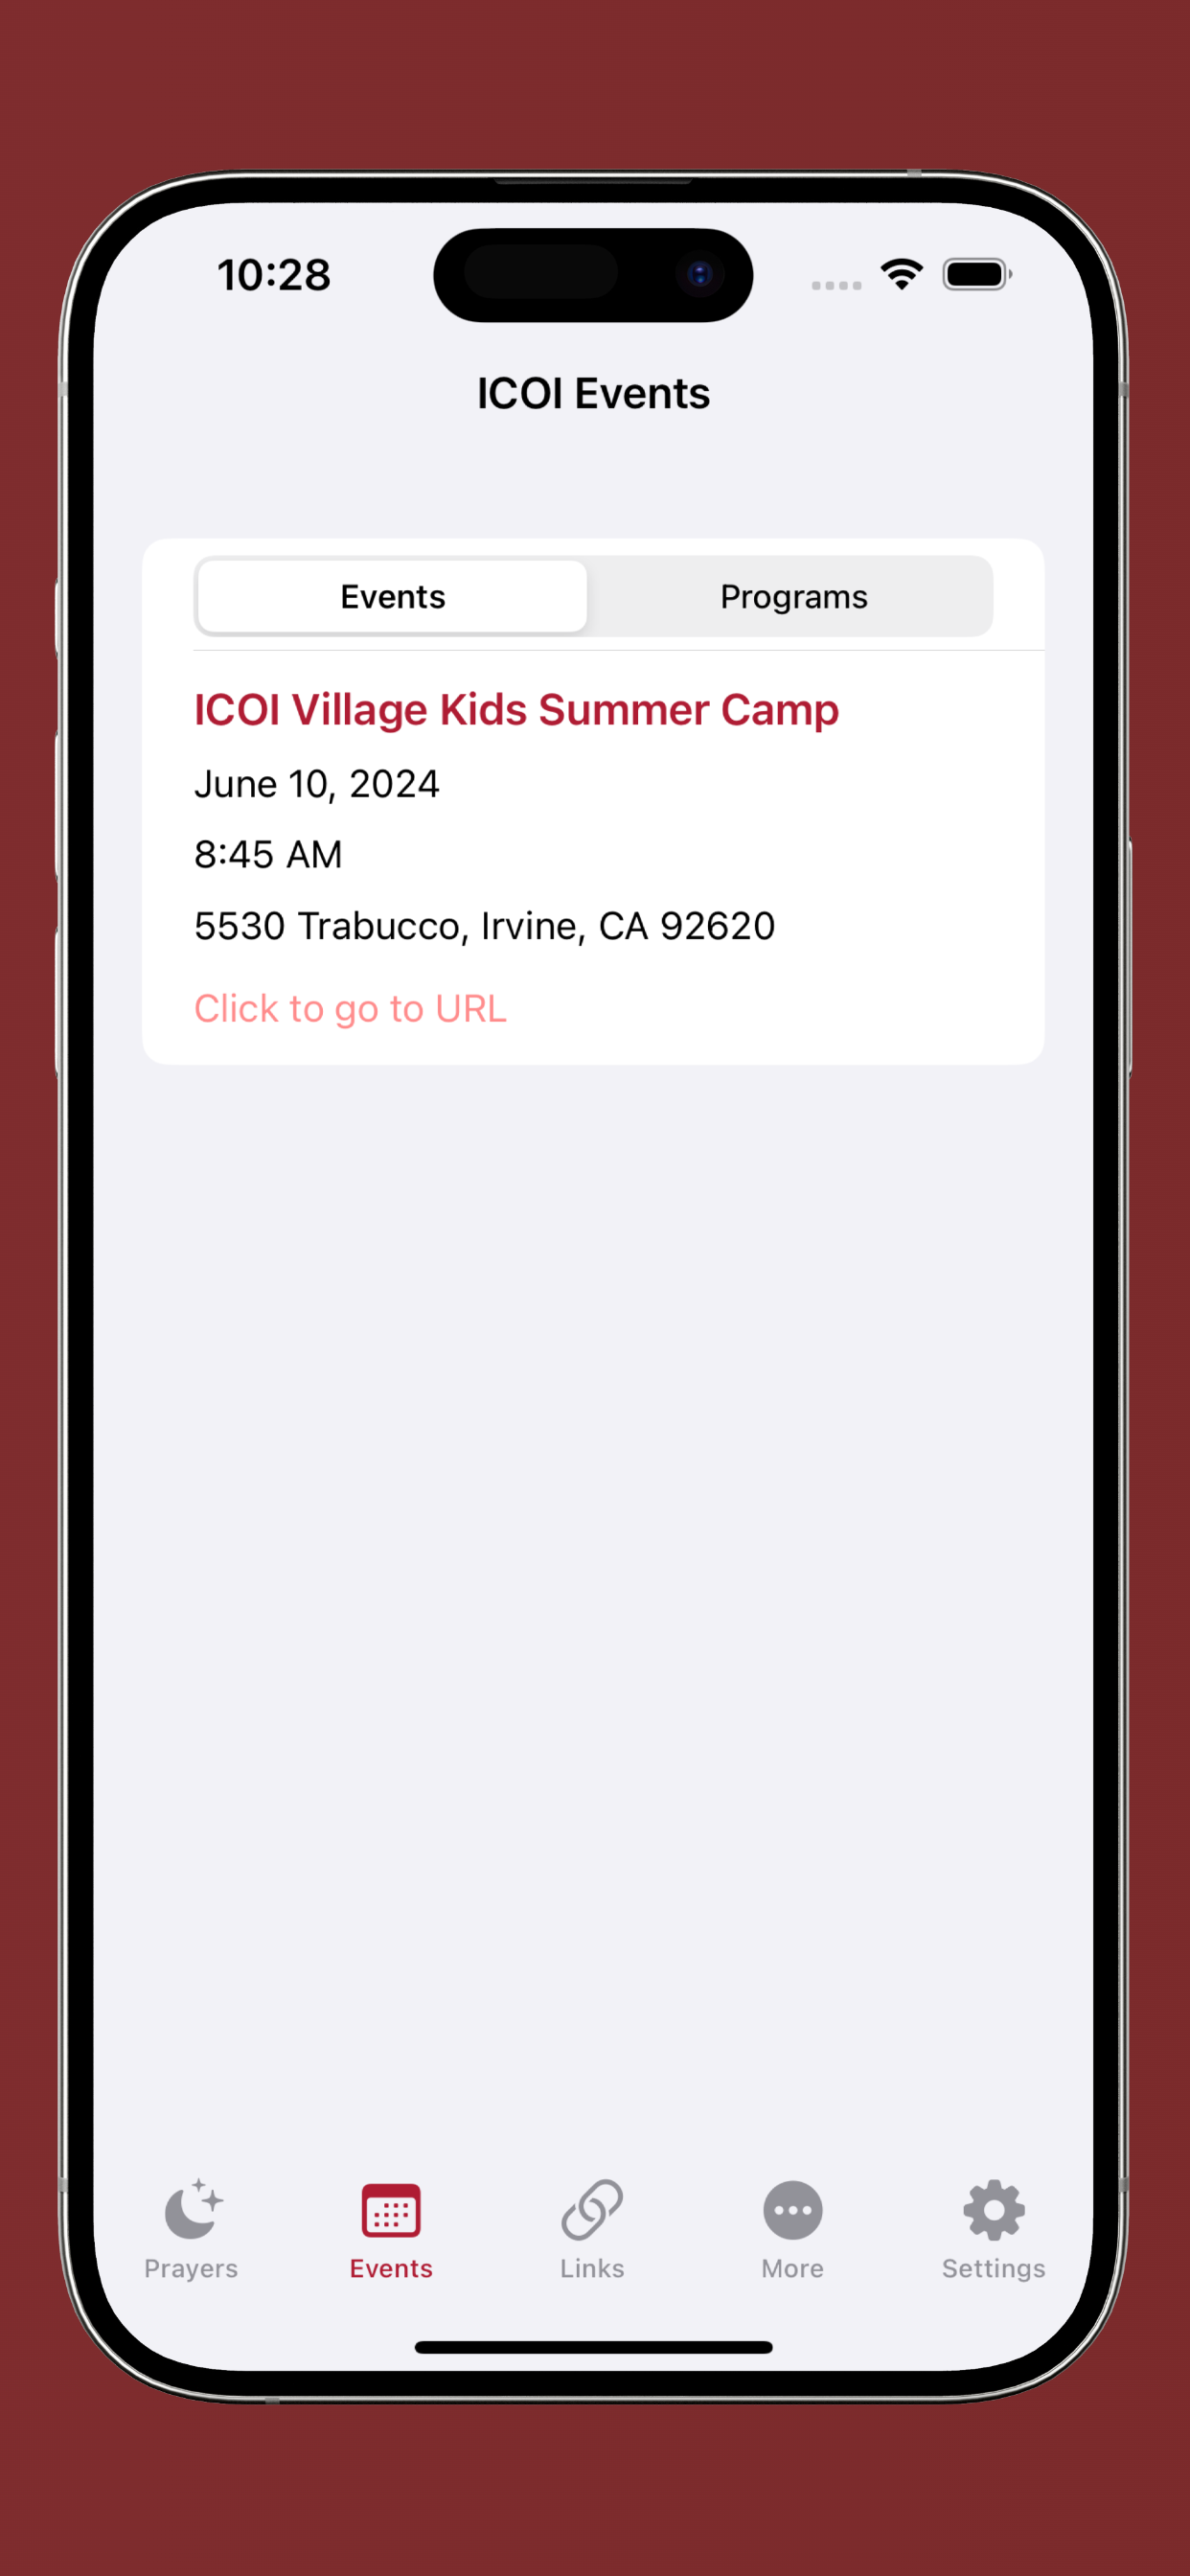 10:28
ICOI Events
Events Programs
ICOI Village Kids Summer Camp
June 10, 2024
8:45 AM
5530 Trabucco, Irvine, CA 92620
Click to go to URL
Prayers Events Links More Settings